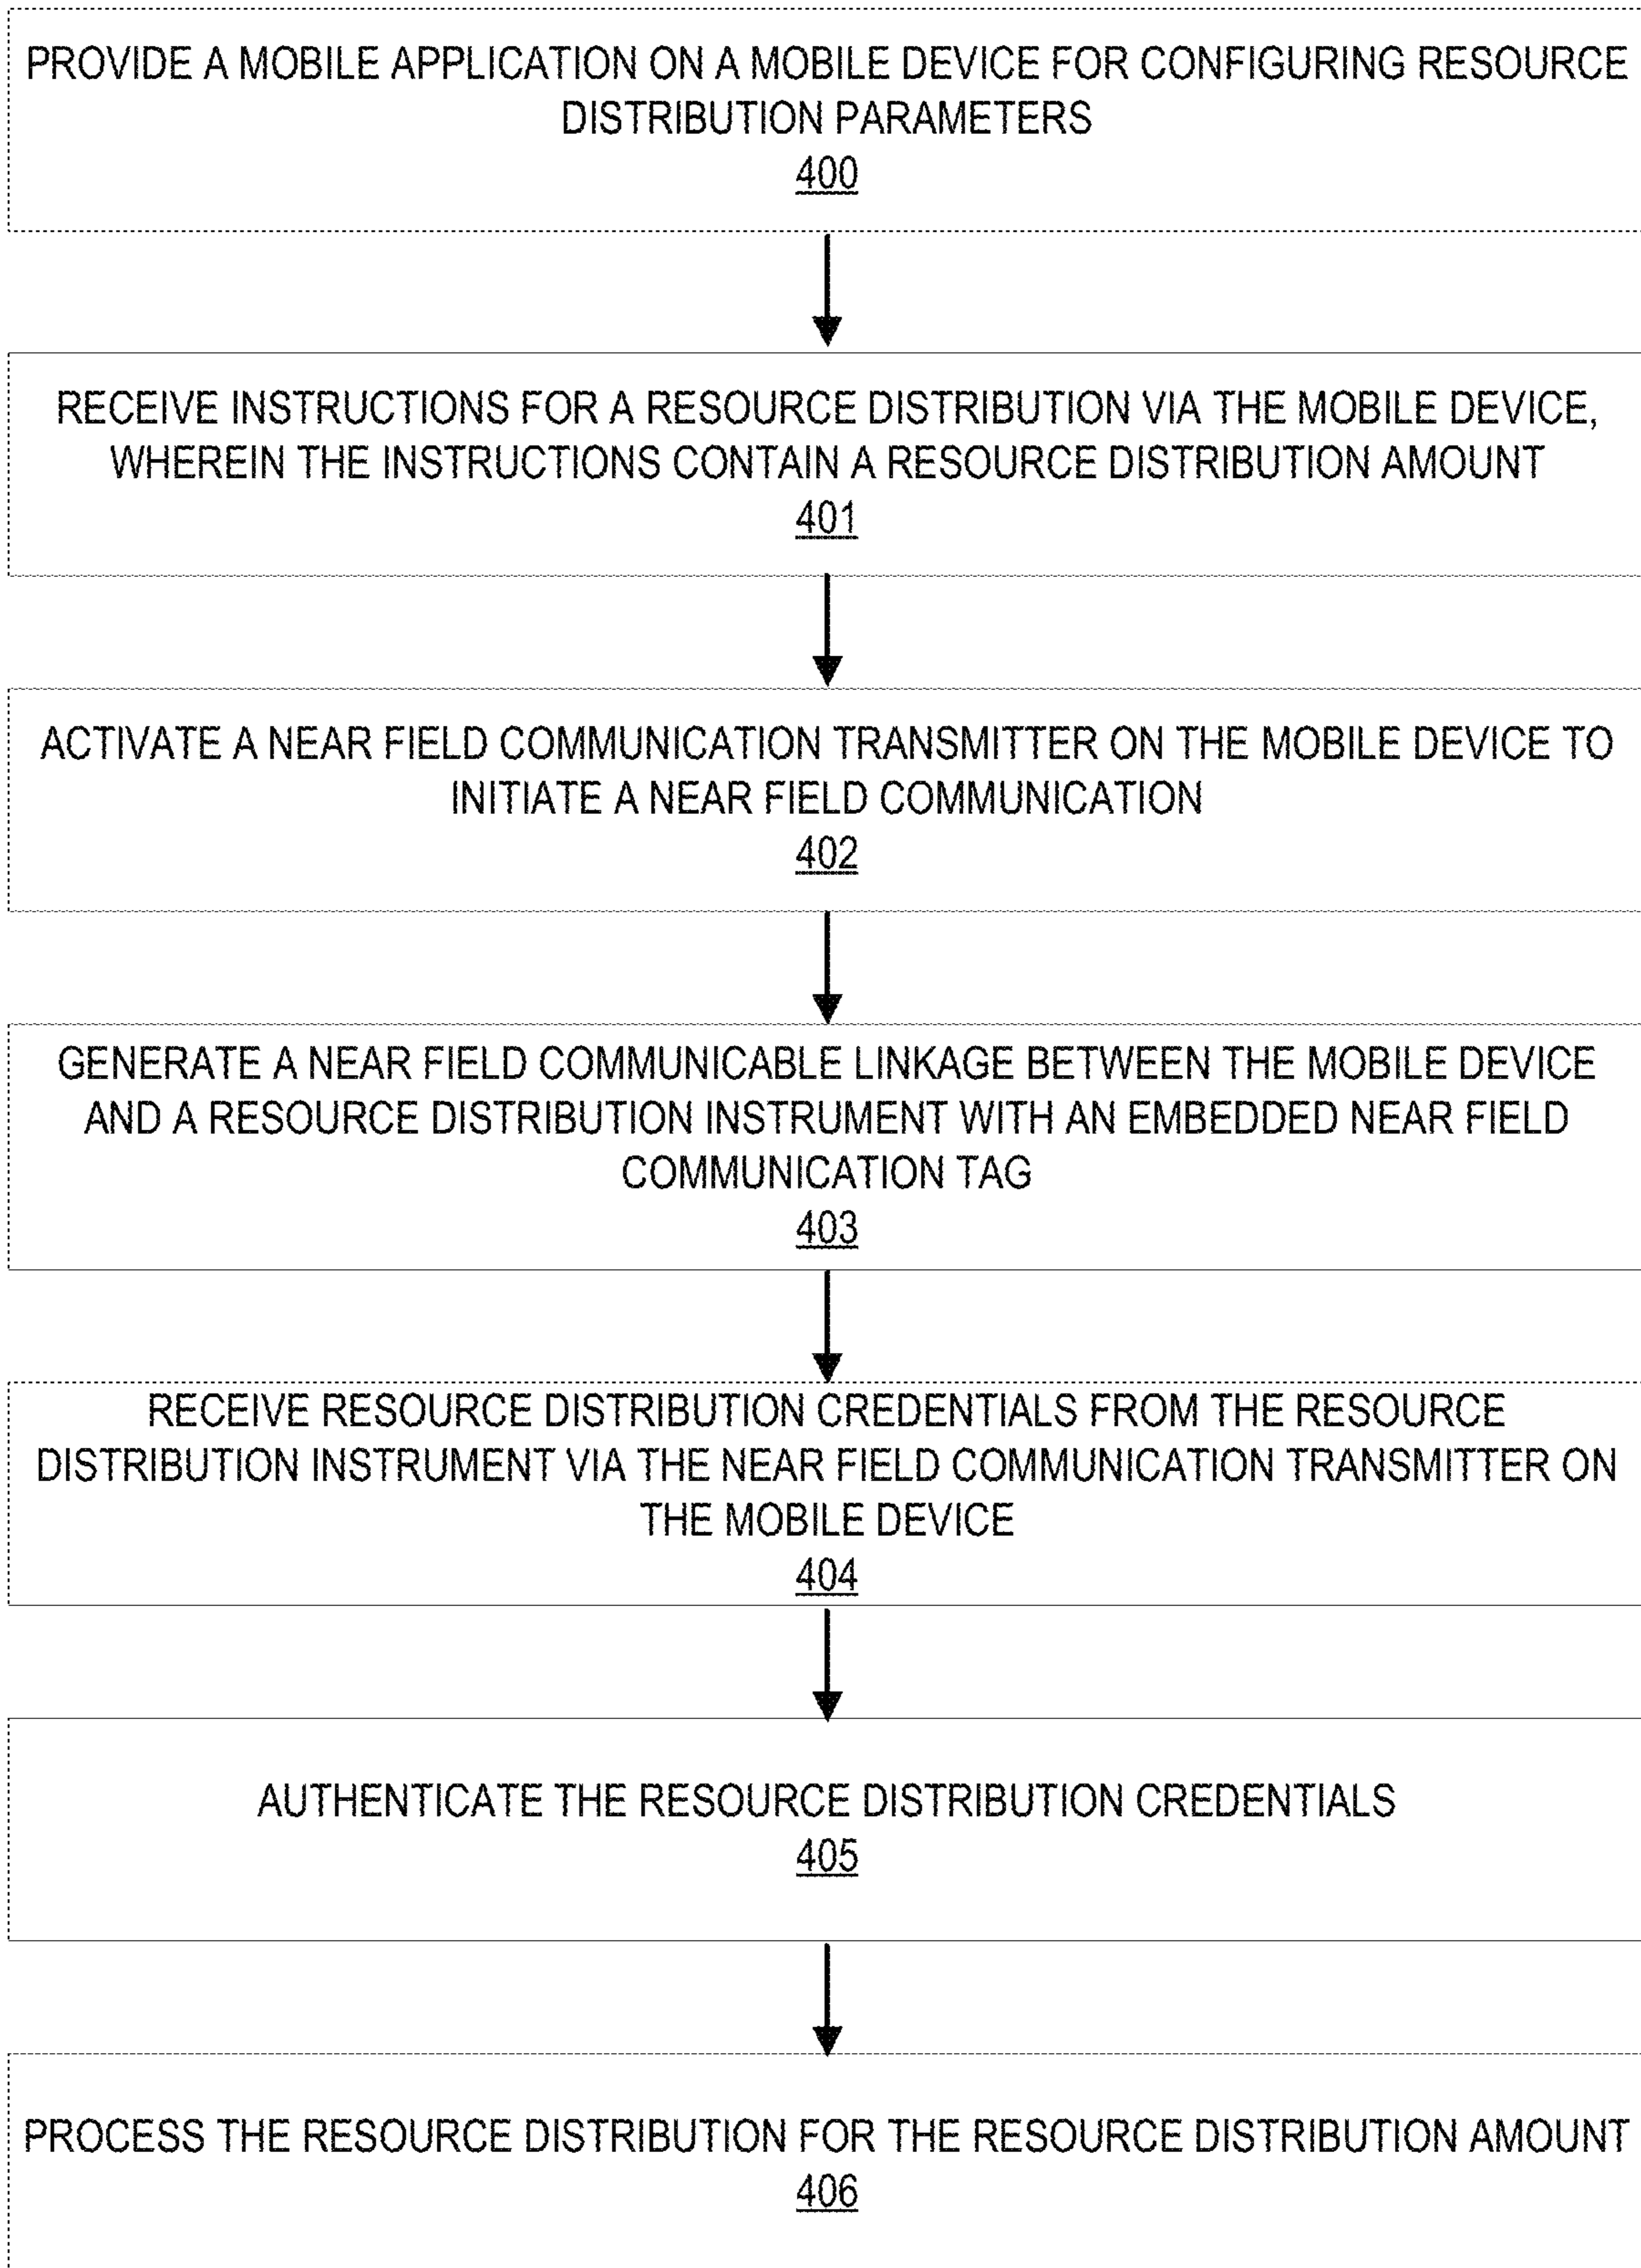 PROVIDE A MOBILE APPLICATION ON A MOBILE DEVICE FOR CONFIGURING RESOURCE
DISTRIBUTION PARAMETERS
400
RECEIVE INSTRUCTIONS FOR A RESOURCE DISTRIBUTION VIA THE MOBILE DEVICE,
WHEREIN THE INSTRUCTIONS CONTAIN A RESOURCE DISTRIBUTION AMOUNT
401
ACTIVATE A NEAR FIELD COMMUNICATION TRANSMITTER ON THE MOBILE DEVICE TO
INITIATE A NEAR FIELD COMMUNICATION
402
GENERATE A NEAR FIELD COMMUNICABLE LINKAGE BETWEEN THE MOBILE DEVICE
AND A RESOURCE DISTRIBUTION INSTRUMENT WITH AN EMBEDDED NEAR FIELD
COMMUNICATION TAG
403
RECEIVE RESOURCE DISTRIBUTION CREDENTIALS FROM THE RESOURCE
DISTRIBUTION INSTRUMENT VIA THE NEAR FIELD COMMUNICATION TRANSMITTER ON
THE MOBILE DEVICE
404
AUTHENTICATE THE RESOURCE DISTRIBUTION CREDENTIALS
405
PROCESS THE RESOURCE DISTRIBUTION FOR THE RESOURCE DISTRIBUTION AMOUNT
406